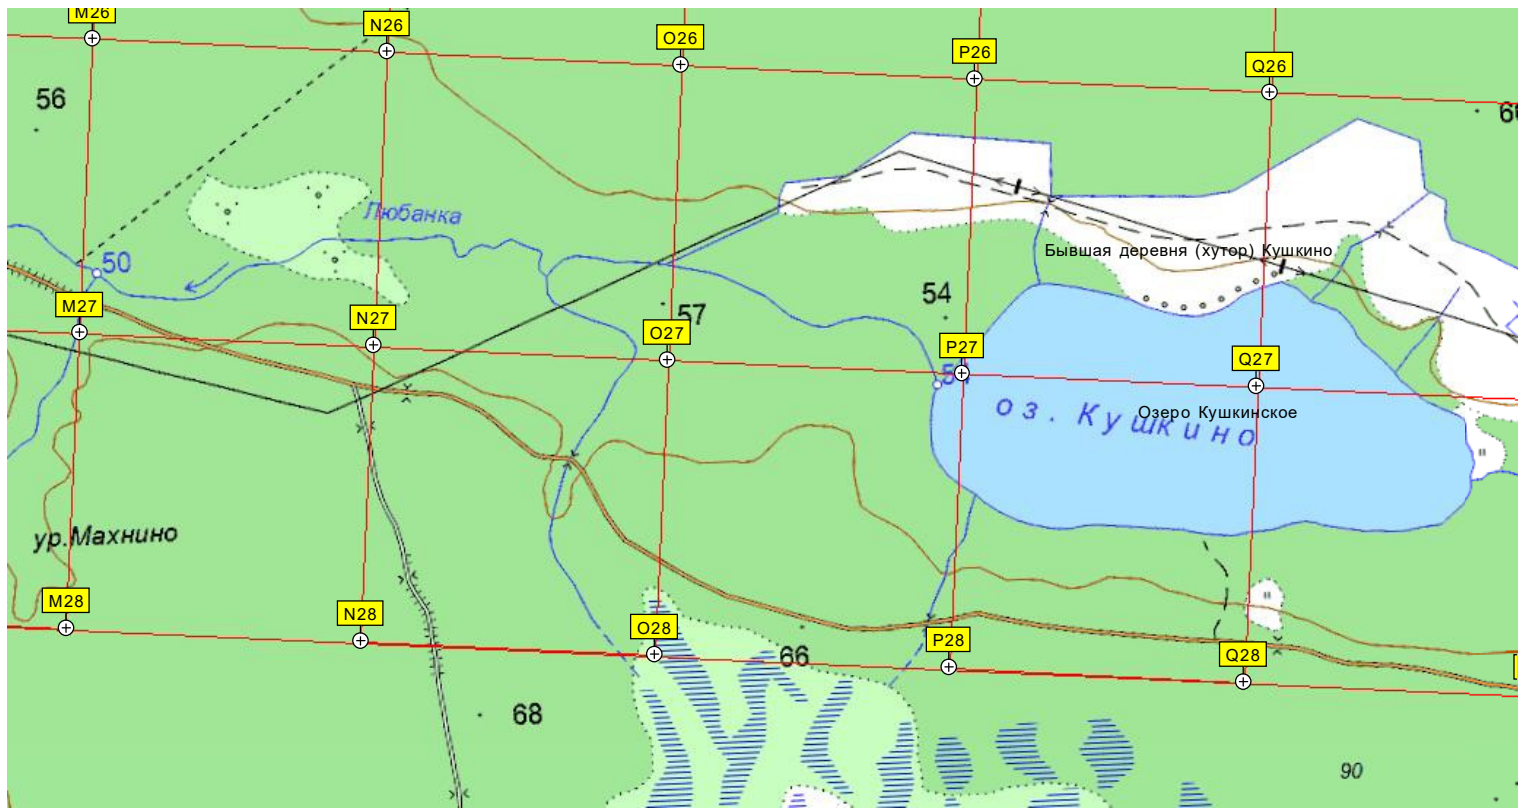 M26
N26
O26
P26
Q26
56
Любанка
50
Бывшая деревня (хутор) Кушкино
54
57
M27
N27
O27
P27
Q27
оз. Кушкино
Озеро Кушкинское
ур.Махнино
M28
N28
O28
P28
Q28
66
68
90